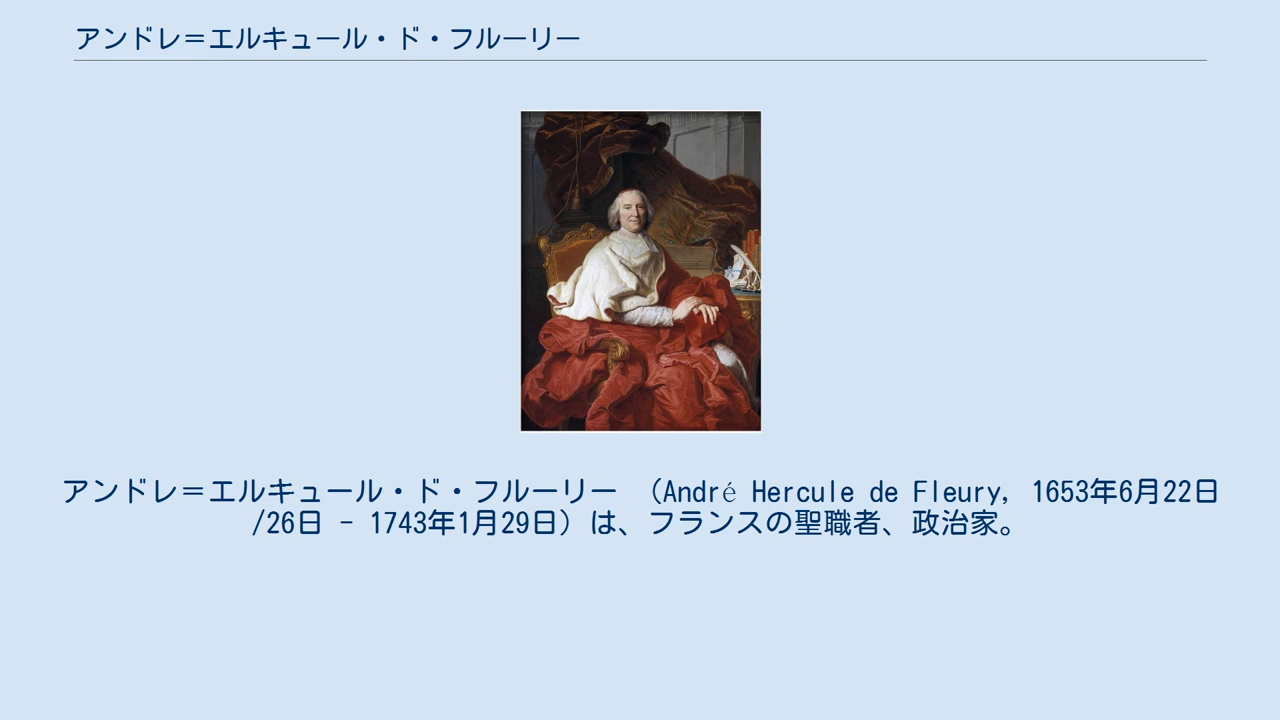 アンドレ＝エルキュール・ド・フルーリー
アンドレ＝エルキュール・ド・フルーリー （André Hercule de Fleury, 1653年6月22日
/26日 - 1743年1月29日）は、フランスの聖職者、政治家。